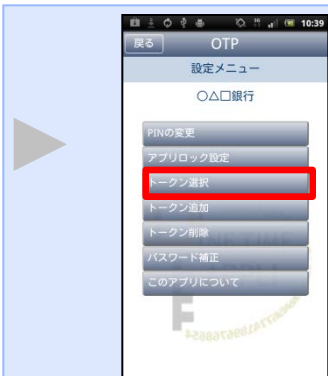 10:39
戻る OTP
設定メニュー
○△□銀行
PINの変更
アプリロック設定
トークン選択
トークン追加
トークン削除
パスワード補正
このアプリについて